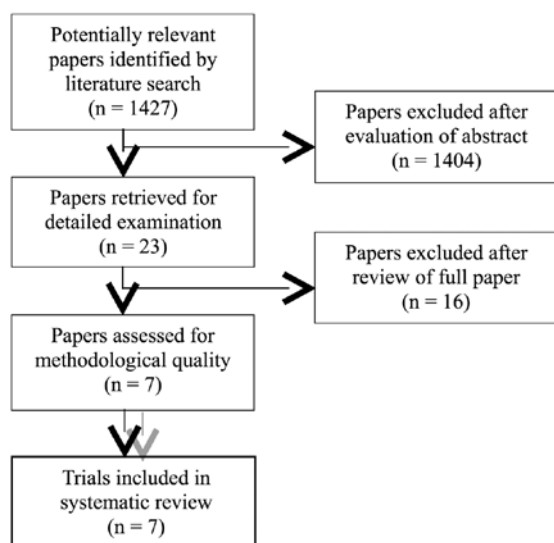 Potentially relevant
papers identified by
literature search
(n = 1427)
Papers excluded after
evaluation of abstract
(n = 1404)
Papers retrieved for
detailed examination
(n = 23)
Papers excluded after
review of full paper
(n = 16)
Papers assessed for
methodological quality
(n = 7)
Trials included in
systematic review
(n = 7)